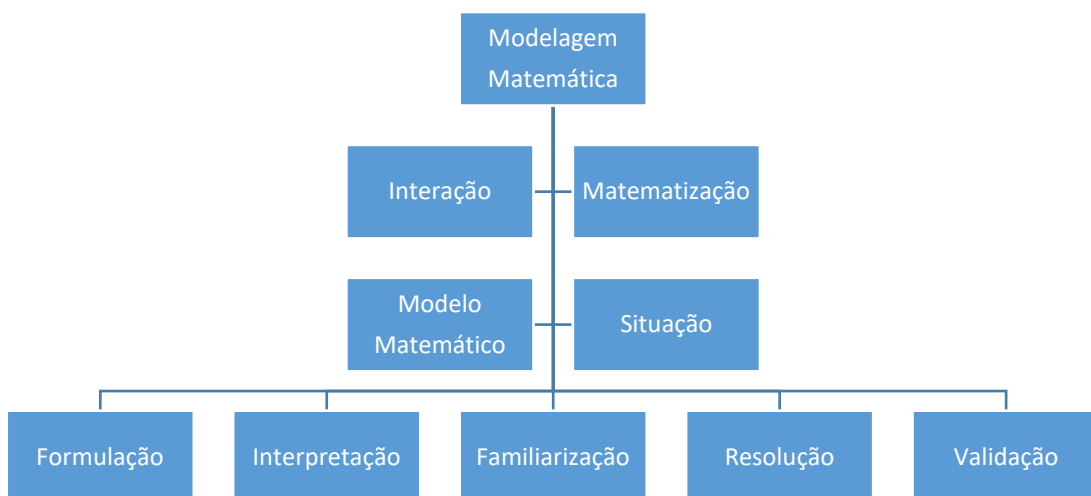 Modelagem
Matemática
Interação
Matematização
Modelo
Matemático
Situação
Formulação
Interpretação
Familiarização
Resolução
Validação